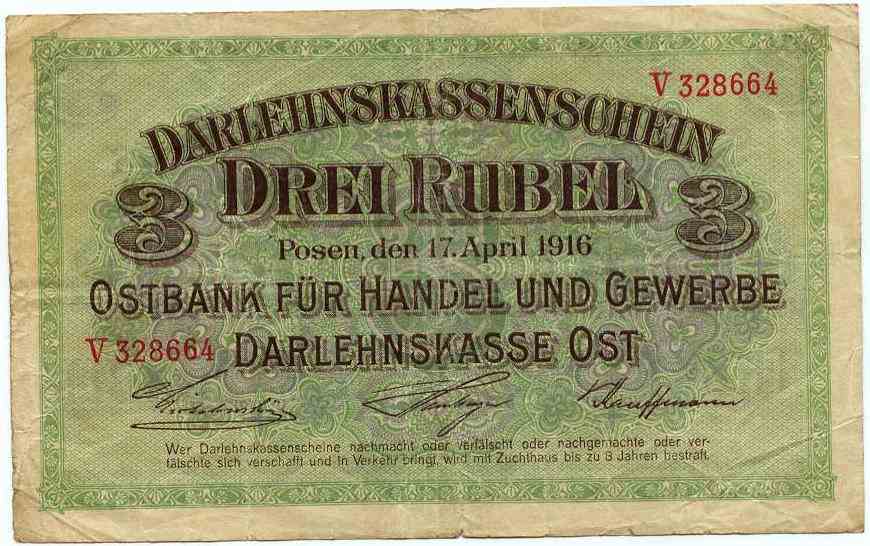 V 328664
DARLEHNSKASSENSCHEIN
3 DREI RUBEL 3
Posen, den 17. April 1916
OSTBANK FÜR HANDEL UND GEWERBE
V 328664 DARLEHNSKASSE OST
Kauffmann
Wer Darlehnskassenscheine nachmacht oder verfälscht oder nachgemachte oder ver-
fälschte sich verschafft und in Verkehr bringt, wird mit Zuchthaus bis zu 8 Jahren bestraft.